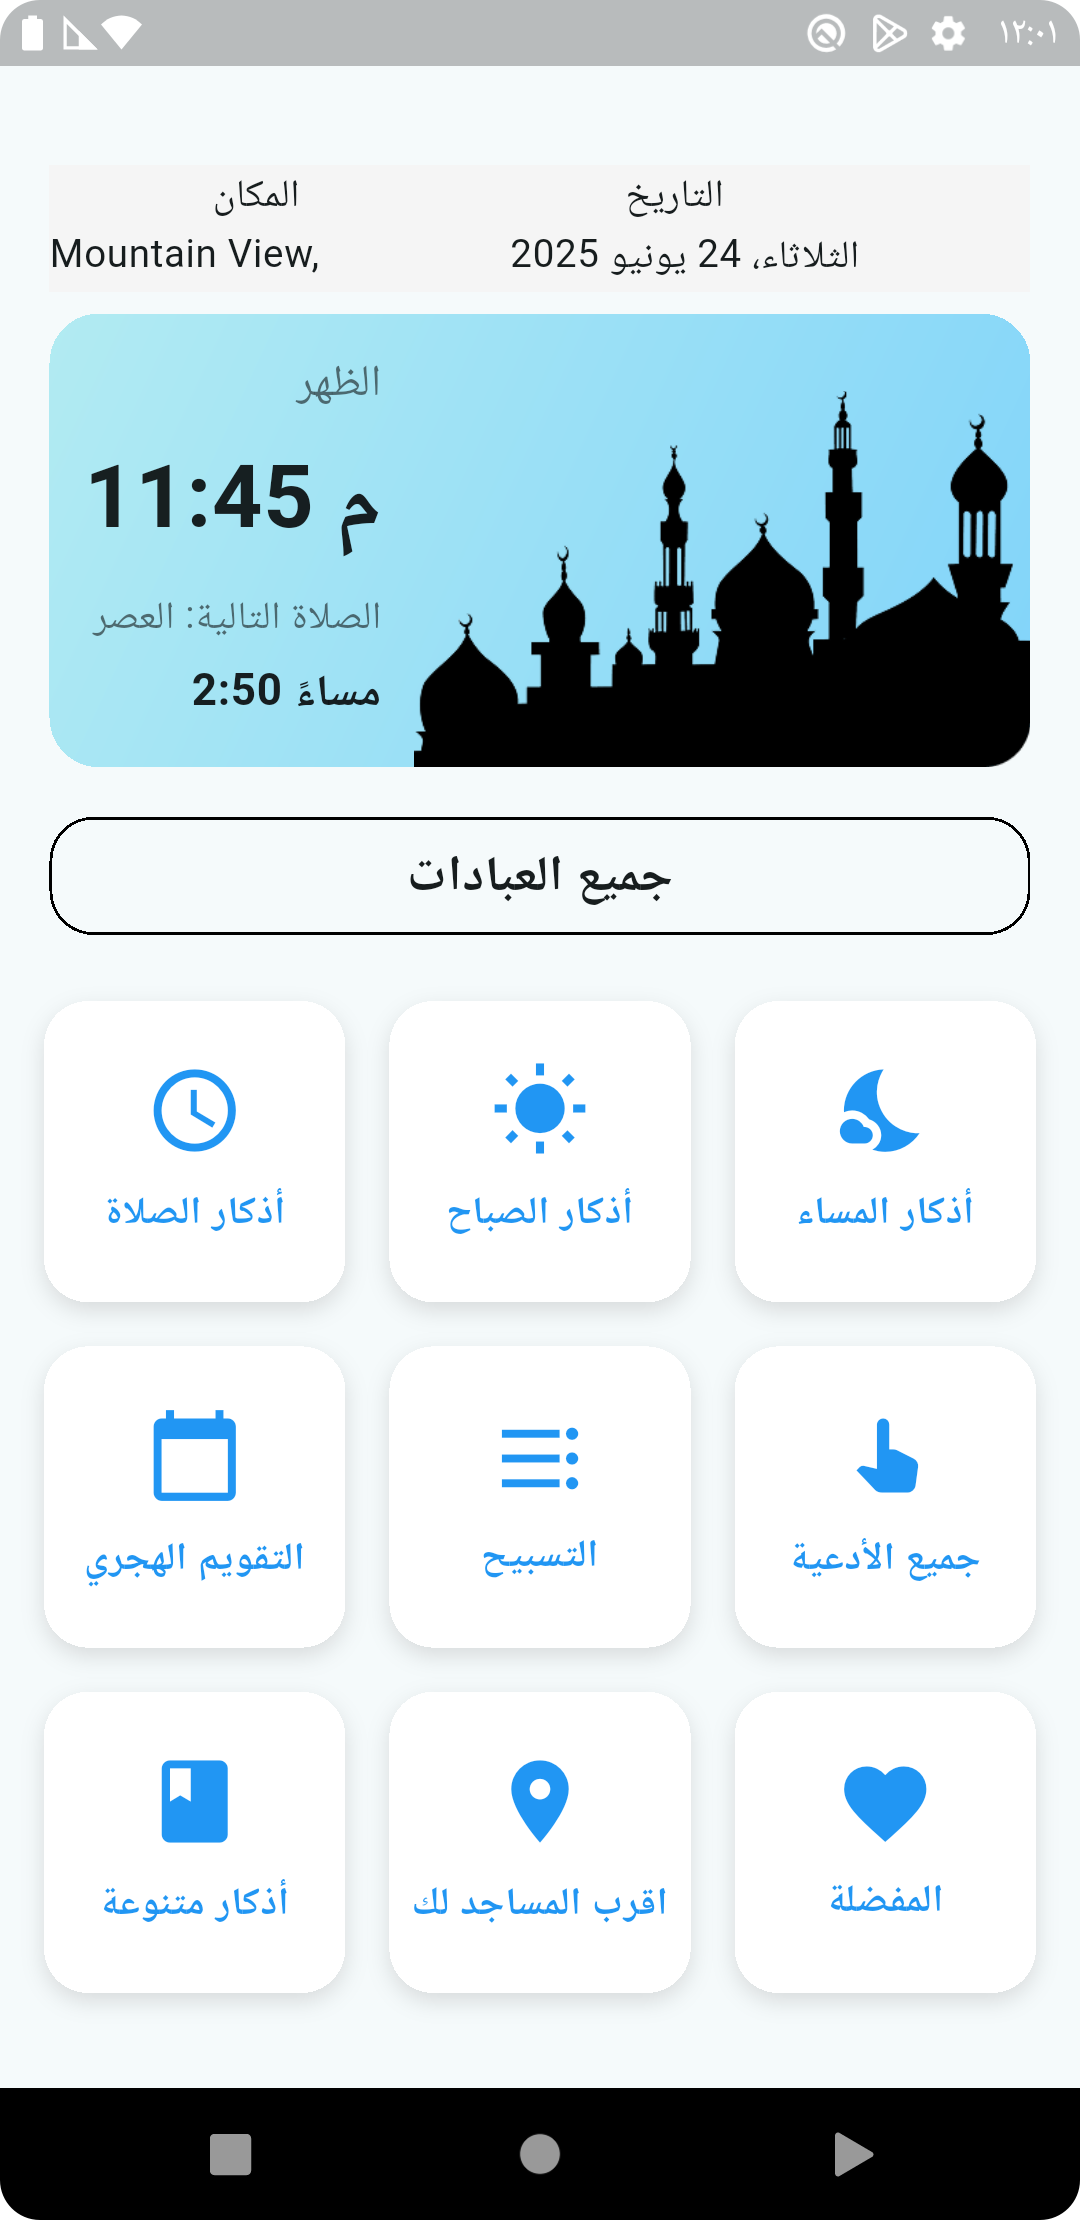 ١٢:٠١
التاريخ
الثلاثاء، 24 يونيو 2025
المكان
Mountain View,
الظهر
11:45 م
الصلاة التالية: العصر
2:50 مساءً
جميع العبادات
أذكار المساء
أذكار الصباح
أذكار الصلاة
جميع الأدعية
التسبيح
التقويم الهجري
المفضلة
اقرب المساجد لك
أذكار متنوعة